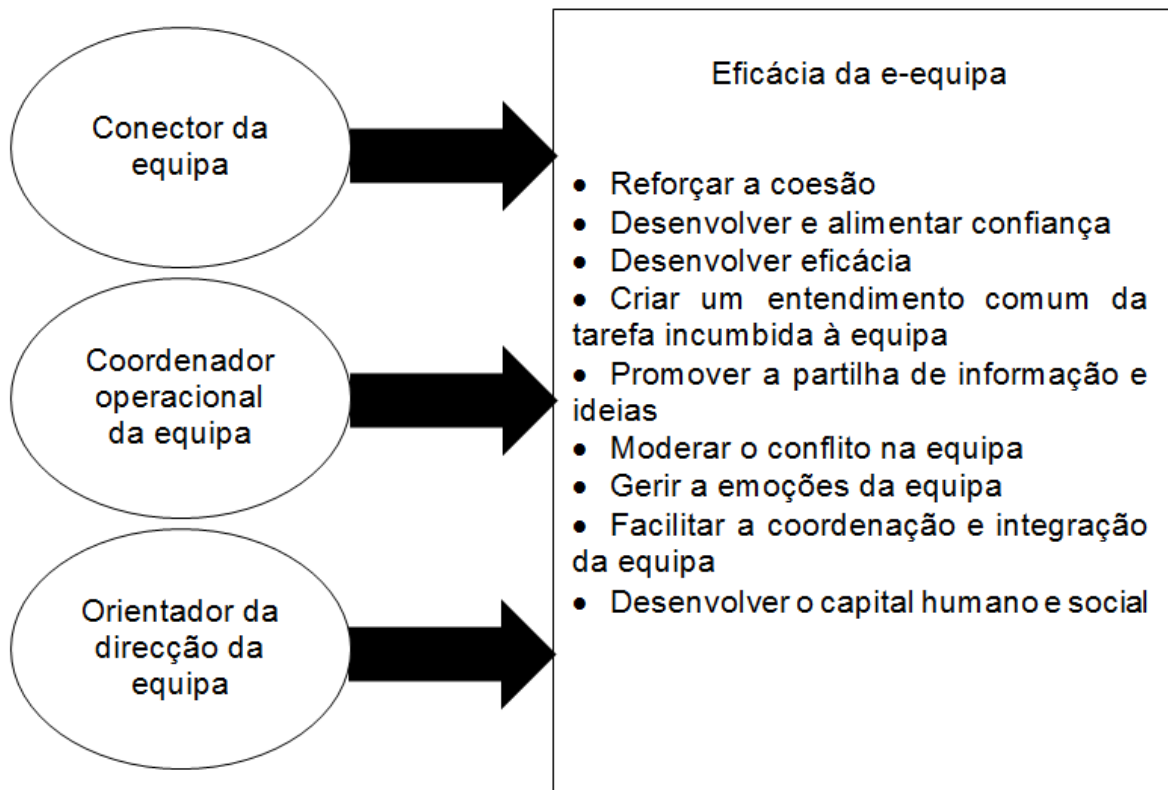 Conector da
equipa
Coordenador
operacional
da equipa
Orientador da
direcção da
equipa
Eficácia da e-equipa
• Reforçar a coesão
• Desenvolver e alimentar confiança
• Desenvolver eficácia
• Criar um entendimento comum da
tarefa incumbida à equipa
• Promover a partilha de informação e
ideias
• Moderar o conflito na equipa
• Gerir a emoções da equipa
• Facilitar a coordenação e integração
da equipa
• Desenvolver o capital humano e social